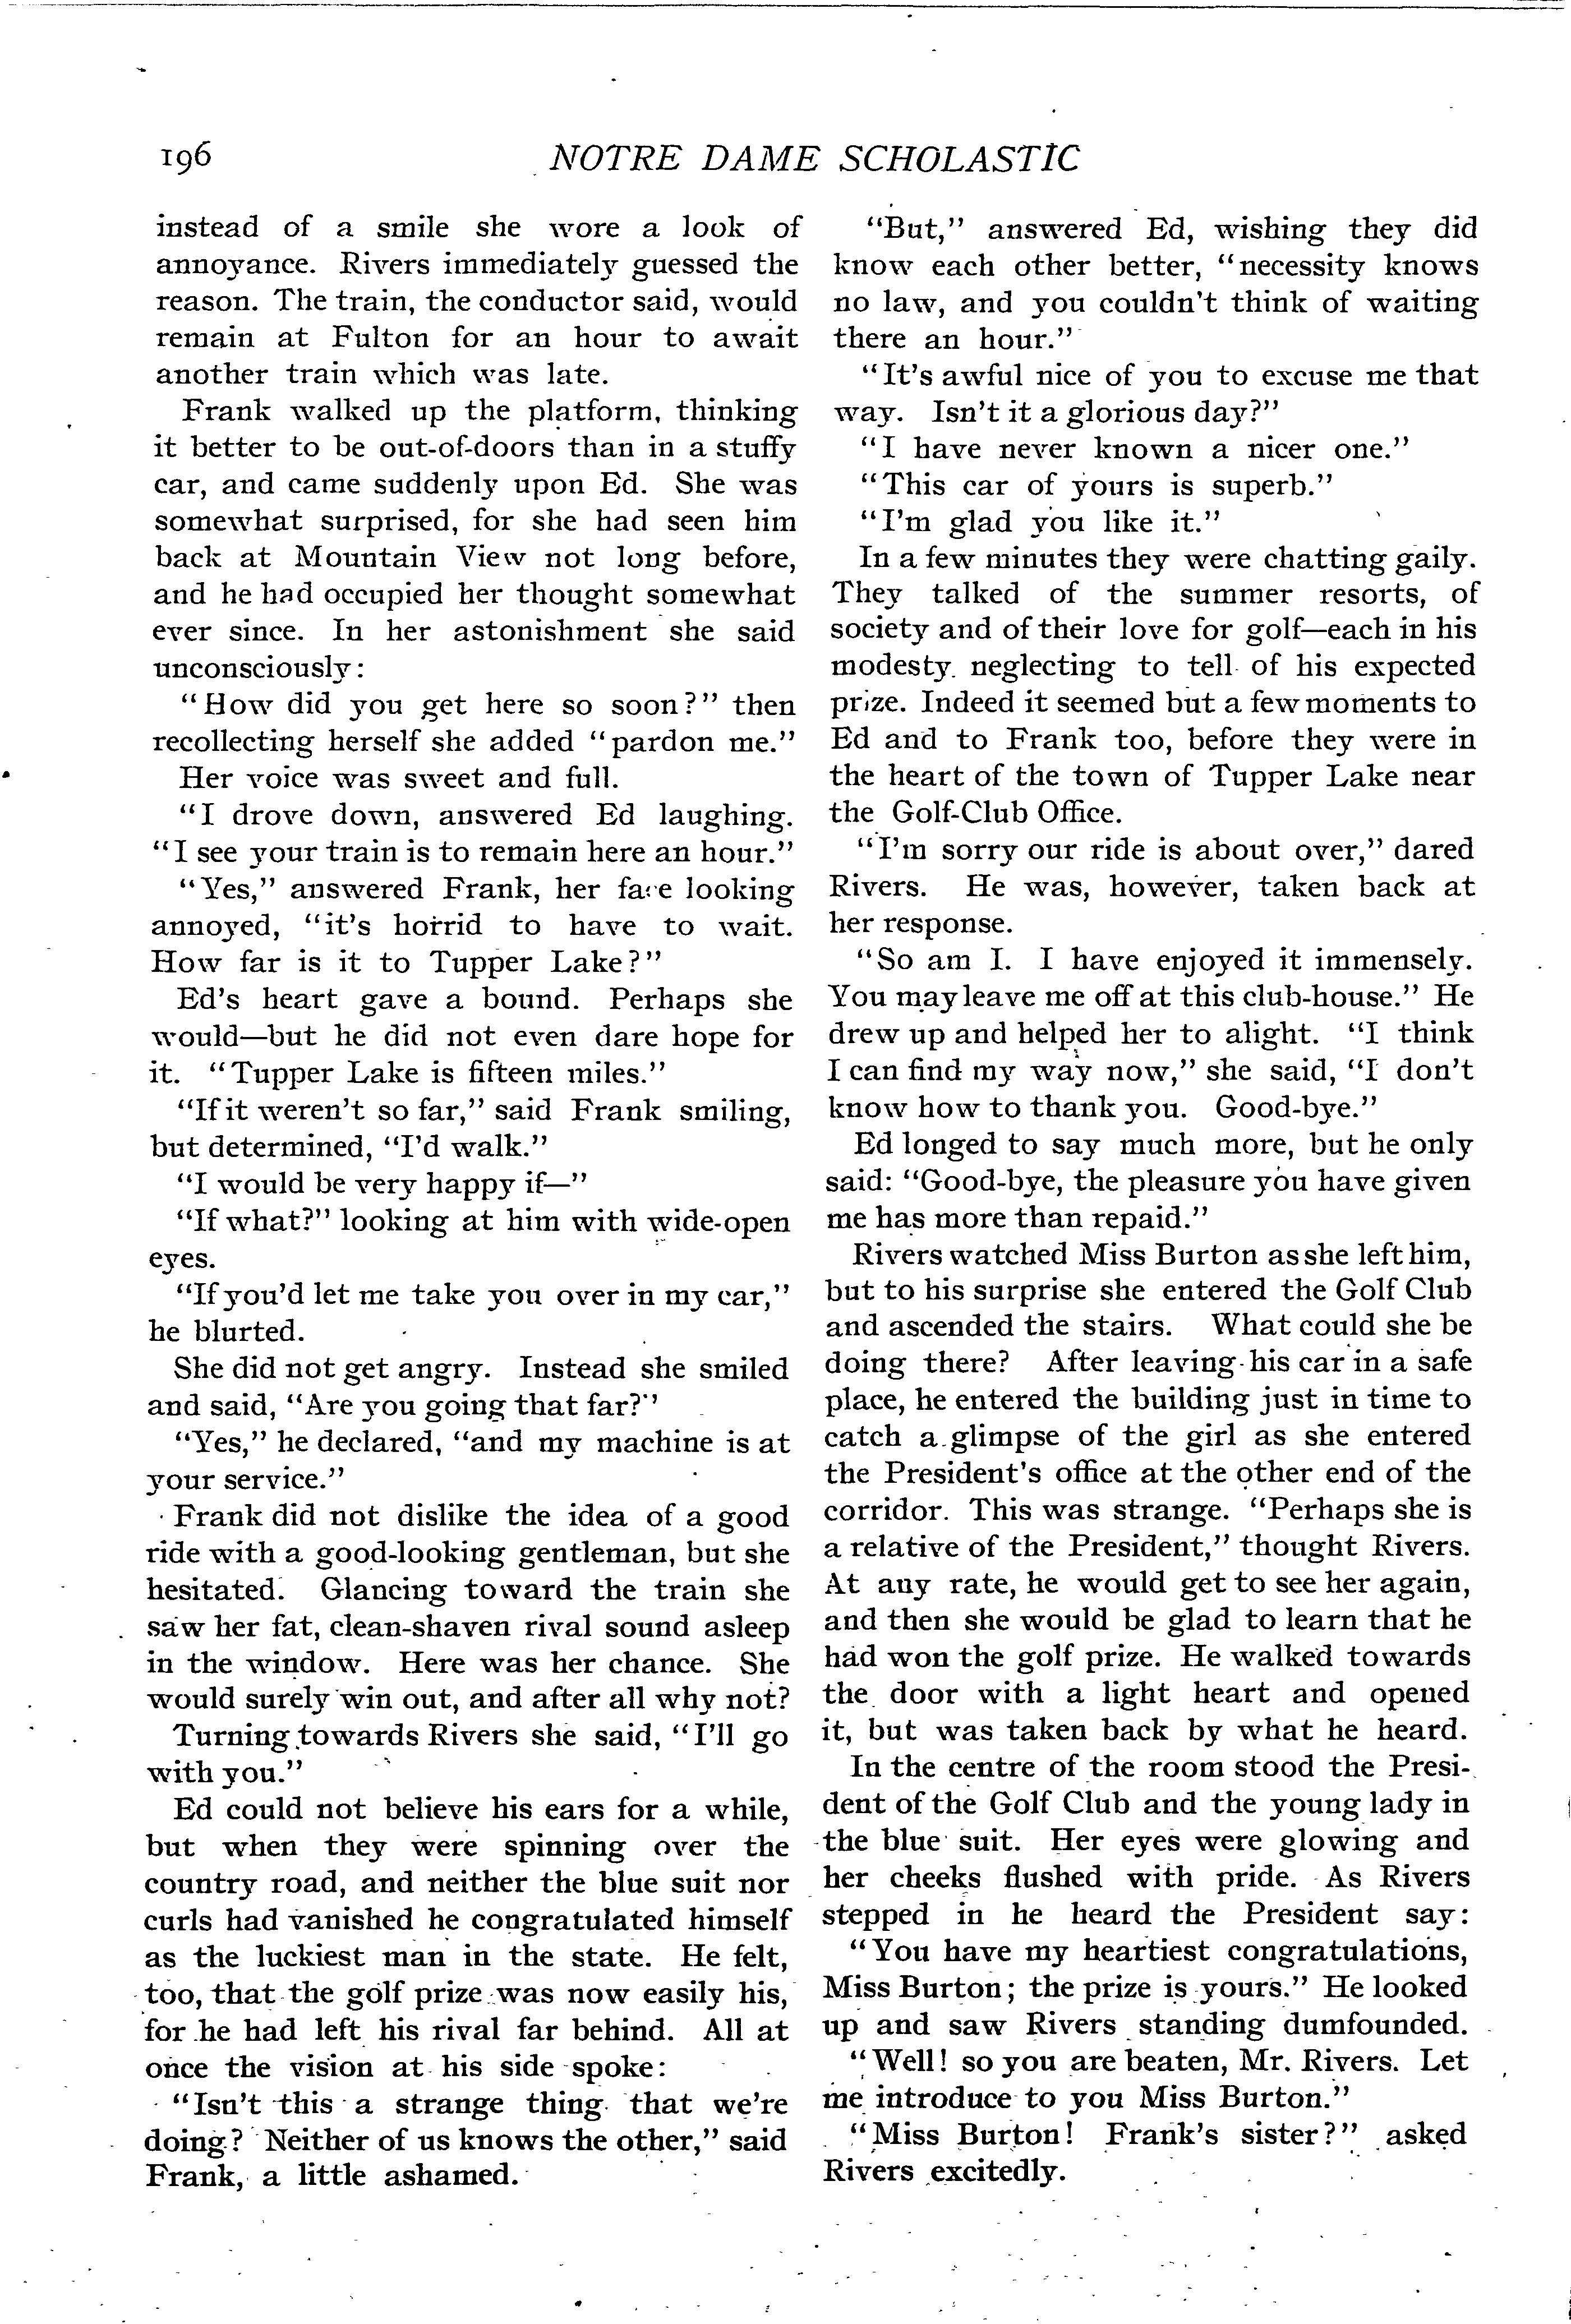 196
NOTRE DAME SCHOLASTIC
instead of a smile she wore a look of
annoyance. Rivers immediately guessed the
reason. The train, the conductor said, would
remain at Fulton for an hour to await
another train which was late.
Frank walked up the platform, thinking
it better to be out-of-doors than in a stuffy
car, and came suddenly upon Ed. She was
somewhat surprised, for she had seen him
back at Mountain View not long before,
and he had occupied her thought somewhat
ever since. In her astonishment she said
unconsciously:
"How did you get here so soon?" then
recollecting herself she added "pardon me."
Her voice was sweet and full.
"I drove down, answered Ed laughing.
"I see your train is to remain here an hour."
"Yes," answered Frank, her face looking
annoyed, "it's horrid to have to wait.
How far is it to Tupper Lake?"
Ed's heart gave a bound. Perhaps she
would—but he did not even dare hope for
it. "Tupper Lake is fifteen miles."
"If it weren't so far," said Frank smiling,
but determined, "I'd walk."
"I would be very happy if—"
"If what?" looking at him with wide-open
eyes.
"If you'd let me take you over in my car,"
he blurted.
She did not get angry. Instead she smiled
and said, "Are you going that far?"
"Yes," he declared, "and my machine is at
your service."
Frank did not dislike the idea of a good
ride with a good-looking gentleman, but she
hesitated. Glancing toward the train she
saw her fat, clean-shaven rival sound asleep
in the window. Here was her chance. She
would surely win out, and after all why not?
Turning towards Rivers she said, "I'll go
with you."
Ed could not believe his ears for a while,
but when they were spinning over the
country road, and neither the blue suit nor
curls had vanished he congratulated himself
as the luckiest man in the state. He felt,
too, that the golf prize was now easily his,
for he had left his rival far behind. All at
once the vision at his side spoke:
"Isn't this a strange thing that we're
doing? Neither of us knows the other," said
Frank, a little ashamed.
"But," answered Ed, wishing they did
know each other better, "necessity knows
no law, and you couldn't think of waiting
there an hour."
"It's awful nice of you to excuse me that
way. Isn't it a glorious day?"
"I have never known a nicer one."
"This car of yours is superb."
"I'm glad you like it."
In a few minutes they were chatting gaily.
They talked of the summer resorts, of
society and of their love for golf—each in his
modesty neglecting to tell of his expected
prize. Indeed it seemed but a few moments to
Ed and to Frank too, before they were in
the heart of the town of Tupper Lake near
the Golf-Club Office.
"I'm sorry our ride is about over," dared
Rivers. He was, however, taken back at
her response.
"So am I. I have enjoyed it immensely.
You may leave me off at this club-house." He
drew up and helped her to alight. "I think
I can find my way now," she said, "I don't
know how to thank you. Good-bye."
Ed longed to say much more, but he only
said: "Good-bye, the pleasure you have given
me has more than repaid."
Rivers watched Miss Burton as she left him,
but to his surprise she entered the Golf Club
and ascended the stairs. What could she be
doing there? After leaving his car in a safe
place, he entered the building just in time to
catch a glimpse of the girl as she entered
the President's office at the other end of the
corridor. This was strange. "Perhaps she is
a relative of the President," thought Rivers.
At any rate, he would get to see her again,
and then she would be glad to learn that he
had won the golf prize. He walked towards
the door with a light heart and opened
it, but was taken back by what he heard.
In the centre of the room stood the Presi-
dent of the Golf Club and the young lady in
the blue suit. Her eyes were glowing and
her cheeks flushed with pride. As Rivers
stepped in he heard the President say:
"You have my heartiest congratulations,
Miss Burton; the prize is yours." He looked
up and saw Rivers standing dumfounded.
"Well! so you are beaten, Mr. Rivers. Let
me introduce to you Miss Burton."
"Miss Burton! Frank's sister?" asked
Rivers excitedly.